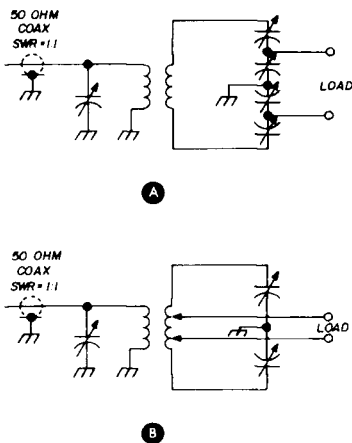 50 OHM
COAX
SWR = 1:1
LOAD
A
50 OHM
COAX
SWR = 1:1
LOAD
B